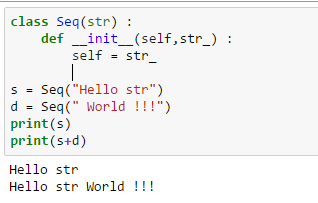 class Seq(str) :
    def __init__(self,str_) :
        self = str_
s = Seq("Hello str")
d = Seq(" World !!!")
print(s)
print(s+d)
Hello str
Hello str World !!!